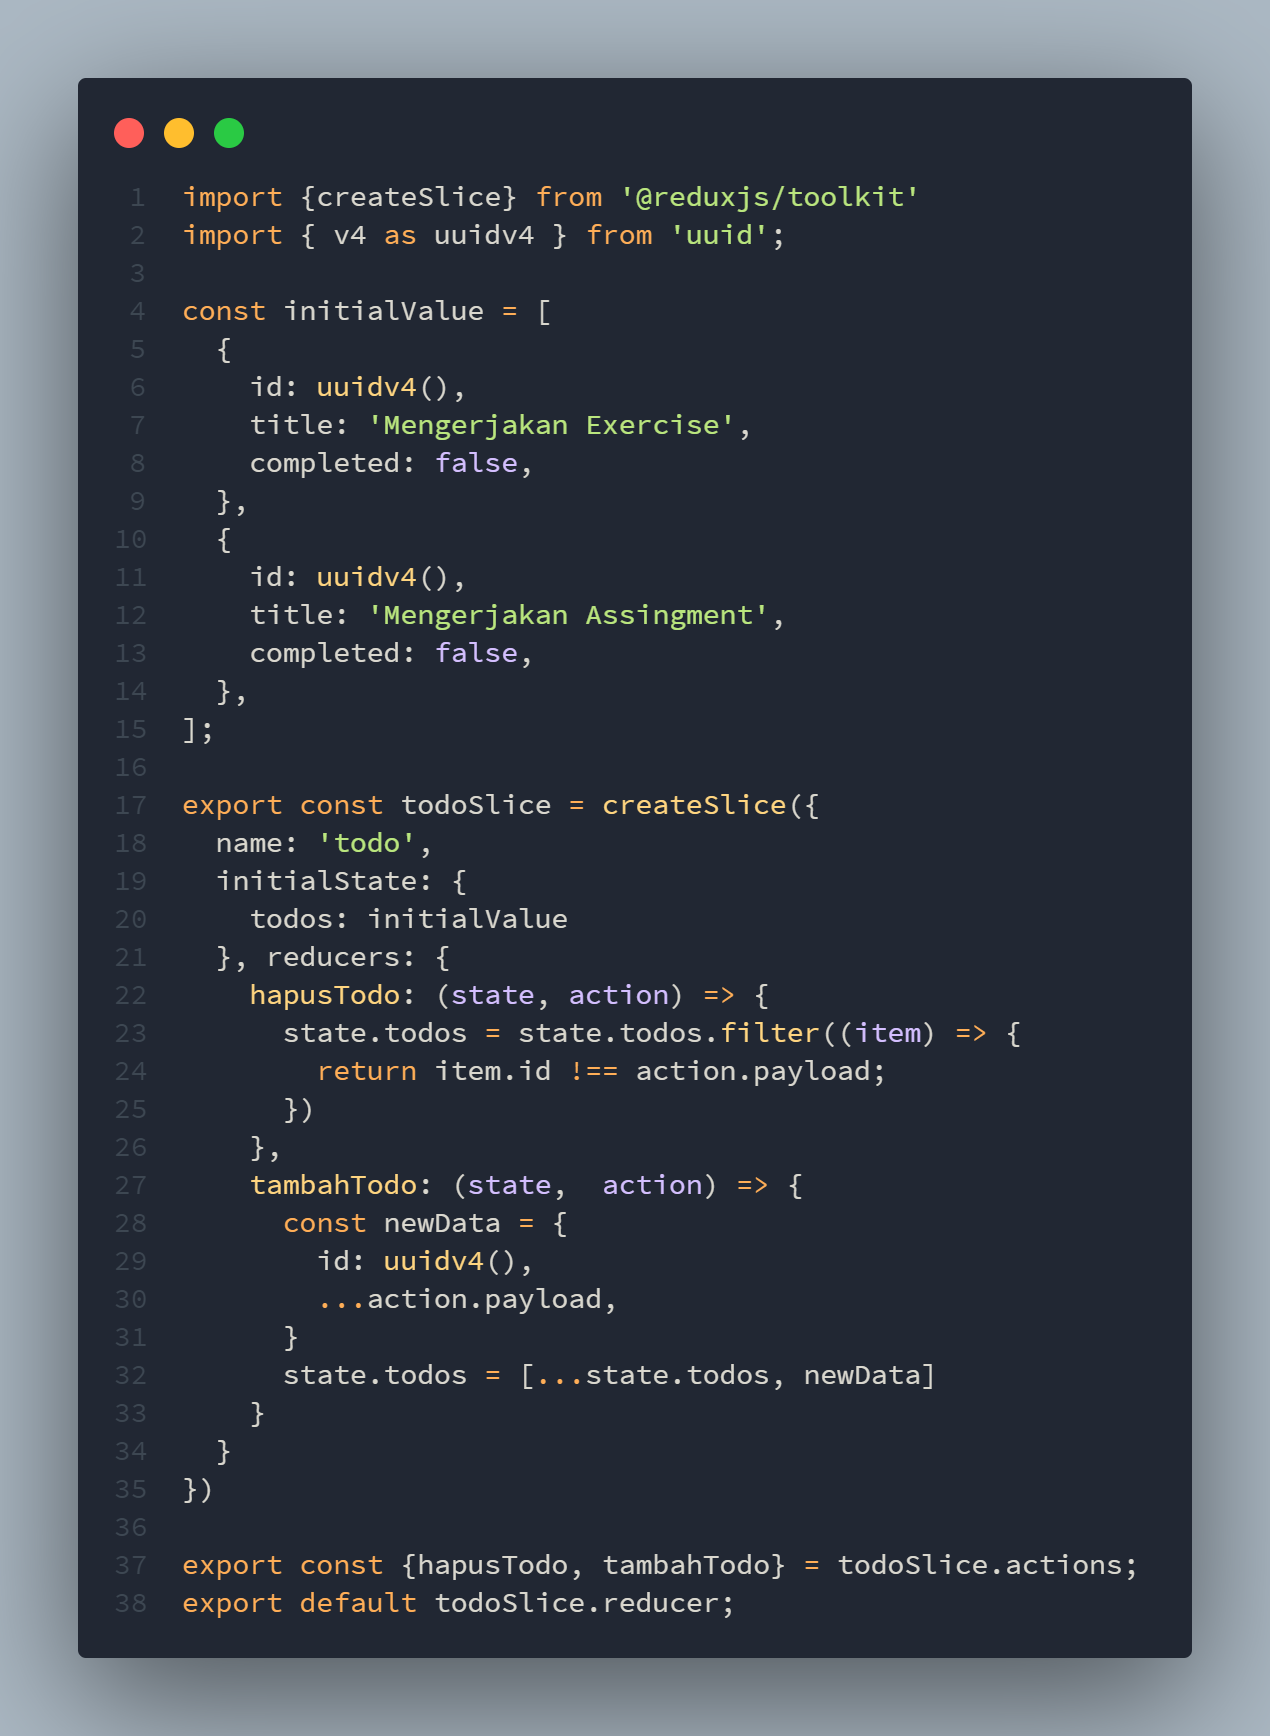 1 import {createSlice} from '@reduxjs/toolkit'
2 import { v4 as uuidv4 } from 'uuid';
3
4 const initialValue = [
5   {
6     id: uuidv4(),
7     title: 'Mengerjakan Exercise',
8     completed: false,
9   },
10   {
11     id: uuidv4(),
12     title: 'Mengerjakan Assingment',
13     completed: false,
14   },
15 ];
16
17 export const todoSlice = createSlice({
18   name: 'todo',
19   initialState: {
20     todos: initialValue
21   }, reducers: {
22     hapusTodo: (state, action) => {
23       state.todos = state.todos.filter((item) => {
24         return item.id !== action.payload;
25       })
26     },
27     tambahTodo: (state,  action) => {
28       const newData = {
29         id: uuidv4(),
30         ...action.payload,
31       }
32       state.todos = [...state.todos, newData]
33     }
34   }
35 })
36
37 export const {hapusTodo, tambahTodo} = todoSlice.actions;
38 export default todoSlice.reducer;